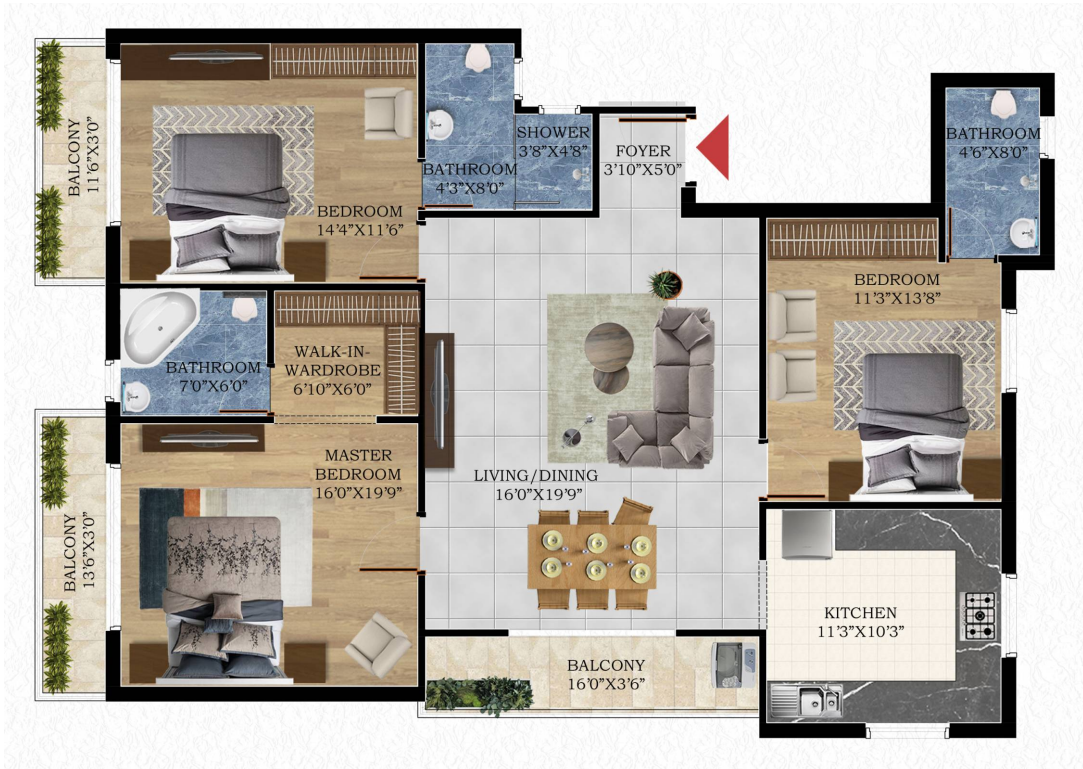 BALCONY
11'6"X3'0"
BEDROOM
14'4"X11'6"
BATHROOM
4'3"X8'0"
SHOWER
3'8"X4'8"
FOYER
3'10"X5'0"
BATHROOM
4'6"X8'0"
BEDROOM
11'3"X13'8"
BATHROOM
7'0"X6'0"
WALK-IN-
WARDROBE
6'10"X6'0"
MASTER
BEDROOM
16'0"X19'9"
BALCONY
13'6"X3'0"
LIVING/DINING
16'0"X19'9"
KITCHEN
11'3"X10'3"
BALCONY
16'0"X3'6"